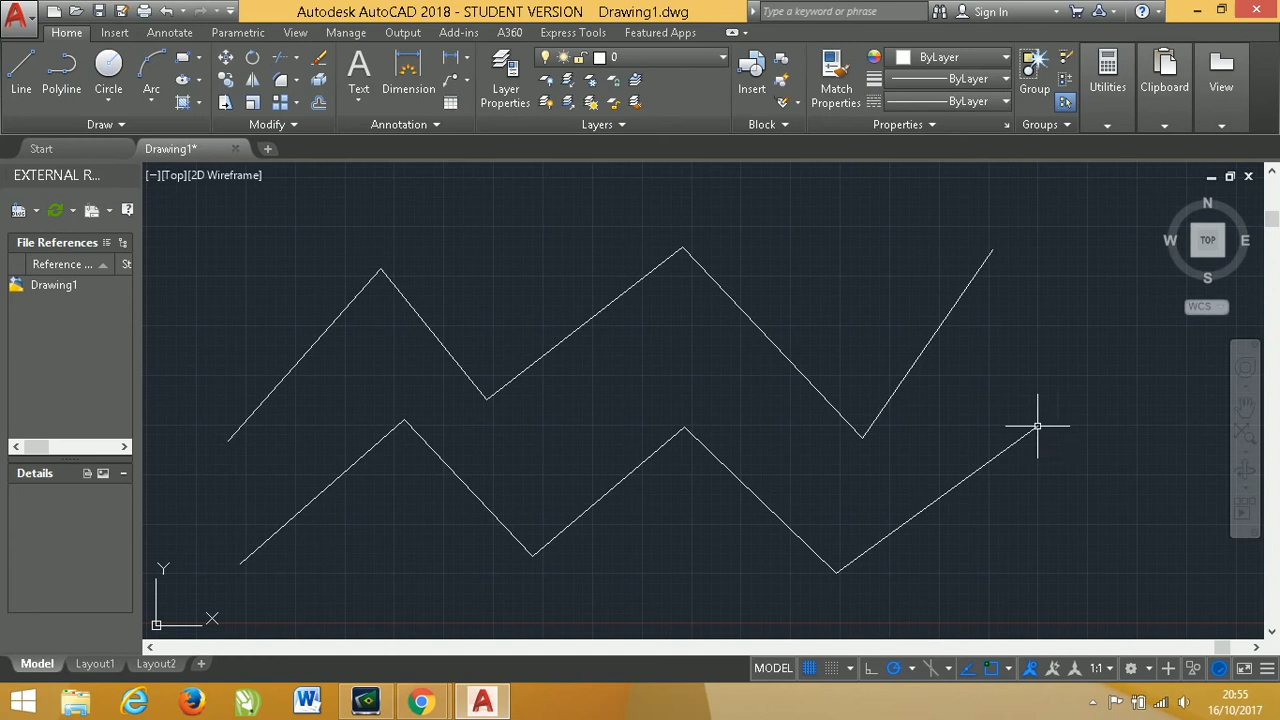 Autodesk AutoCAD 2018 - STUDENT VERSION Drawing1.dwg
Type a keyword or phrase
Sign In
Home Insert Annotate Parametric View Manage Output Add-ins A360 Express Tools Featured Apps
Line Polyline Circle Arc
Text Dimension
Layer Properties
0
Insert
Match Properties
ByLayer
ByLayer
ByLayer
Group
Utilities
Clipboard
View
Draw Modify Annotation Layers Block Properties Groups
Start Drawing1*
EXTERNAL R...
[−][Top][2D Wireframe]
File References
Reference ... St
Drawing1
Details
N
W TOP E
S
WCS
Y
X
Model Layout1 Layout2
MODEL 1:1
20:55
16/10/2017